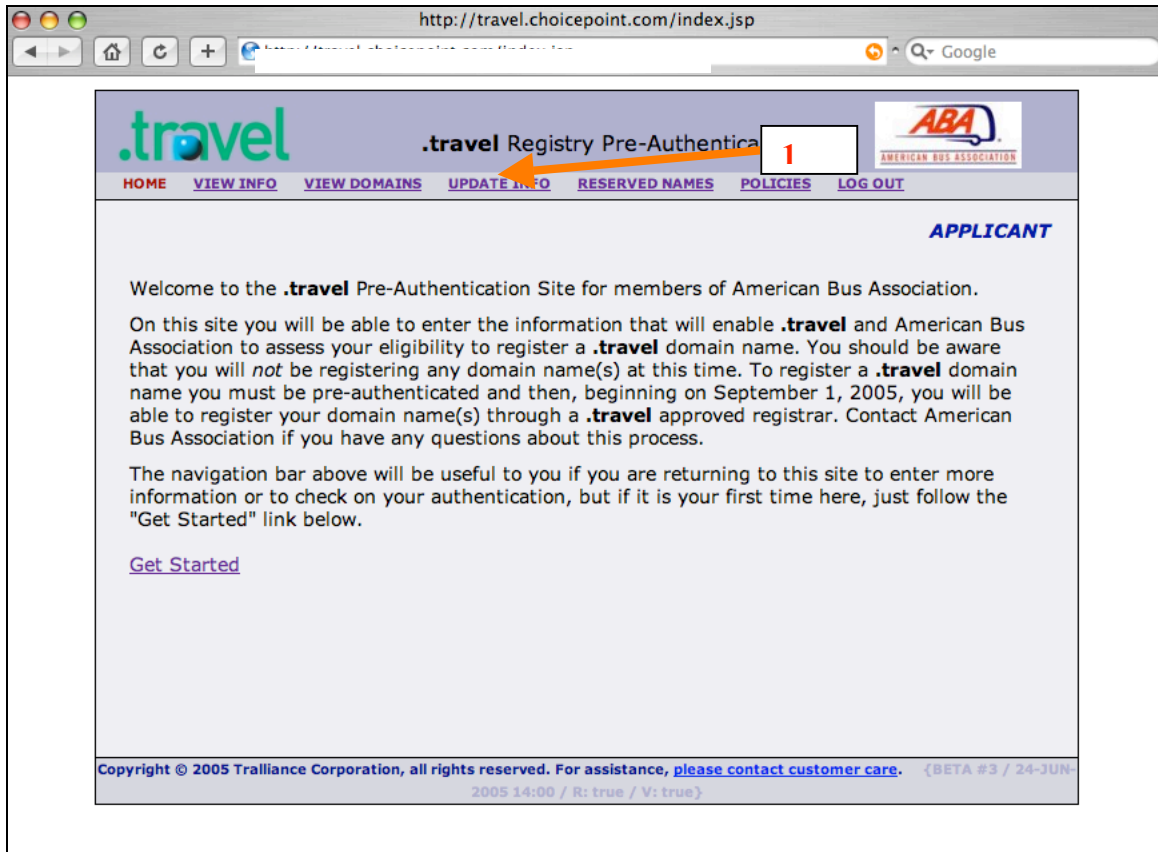 http://travel.choicepoint.com/index.jsp
Google
.travel
.travel Registry Pre-Authentica
1
ABA
AMERICAN BUS ASSOCIATION
HOME VIEW INFO VIEW DOMAINS UPDATE INFO RESERVED NAMES POLICIES LOG OUT
APPLICANT
Welcome to the .travel Pre-Authentication Site for members of American Bus Association.
On this site you will be able to enter the information that will enable .travel and American Bus
Association to assess your eligibility to register a .travel domain name. You should be aware
that you will not be registering any domain name(s) at this time. To register a .travel domain
name you must be pre-authenticated and then, beginning on September 1, 2005, you will be
able to register your domain name(s) through a .travel approved registrar. Contact American
Bus Association if you have any questions about this process.
The navigation bar above will be useful to you if you are returning to this site to enter more
information or to check on your authentication, but if it is your first time here, just follow the
"Get Started" link below.
Get Started
Copyright © 2005 Tralliance Corporation, all rights reserved. For assistance, please contact customer care. {BETA #3 / 24-JUN-
2005 14:00 / R: true / V: true}